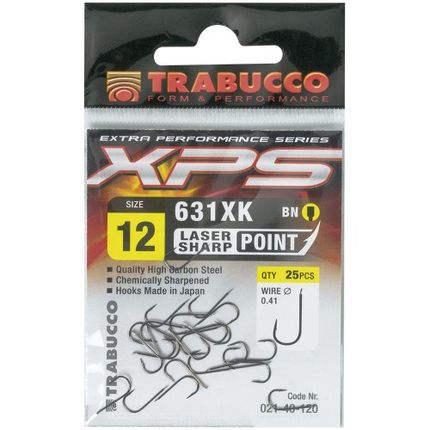 TRABUCCO
FORM & PERFORMANCE
EXTRA PERFORMANCE SERIES
XPS
SIZE
12
631XK
BN
LASER
SHARP
POINT
Quality High Carbon Steel
Chemically Sharpened
Hooks Made in Japan
QTY 25PCS
WIRE ∅
0.41
TRABUCCO
Code Nr.
021-40-120